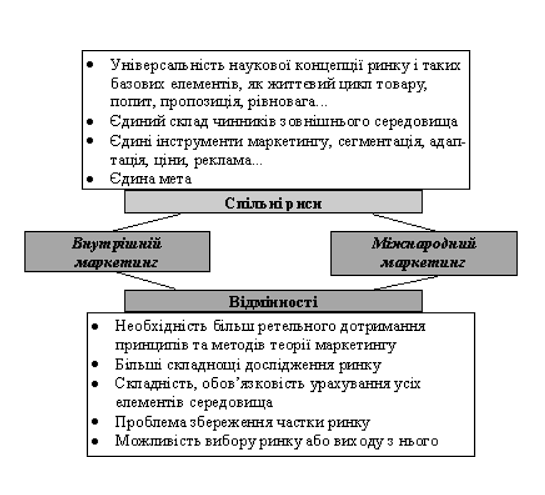 • Універсальність наукової концепції ринку і таких
базових елементів, як життєвий цикл товару,
попит, пропозиція, рівновага...
• Єдиний склад чинників зовнішнього середовища
• Єдині інструменти маркетингу, сегментація, адап-
тація, ціни, реклама...
• Єдина мета
Спільні риси
Внутрішній
маркетинг
Міжнародний
маркетинг
Відмінності
• Необхідність більш ретельного дотримання
принципів та методів теорії маркетингу
• Більші складнощі дослідження ринку
• Складність, обов’язковість урахування усіх
елементів середовища
• Проблема збереження частки ринку
• Можливість вибору ринку або виходу з нього